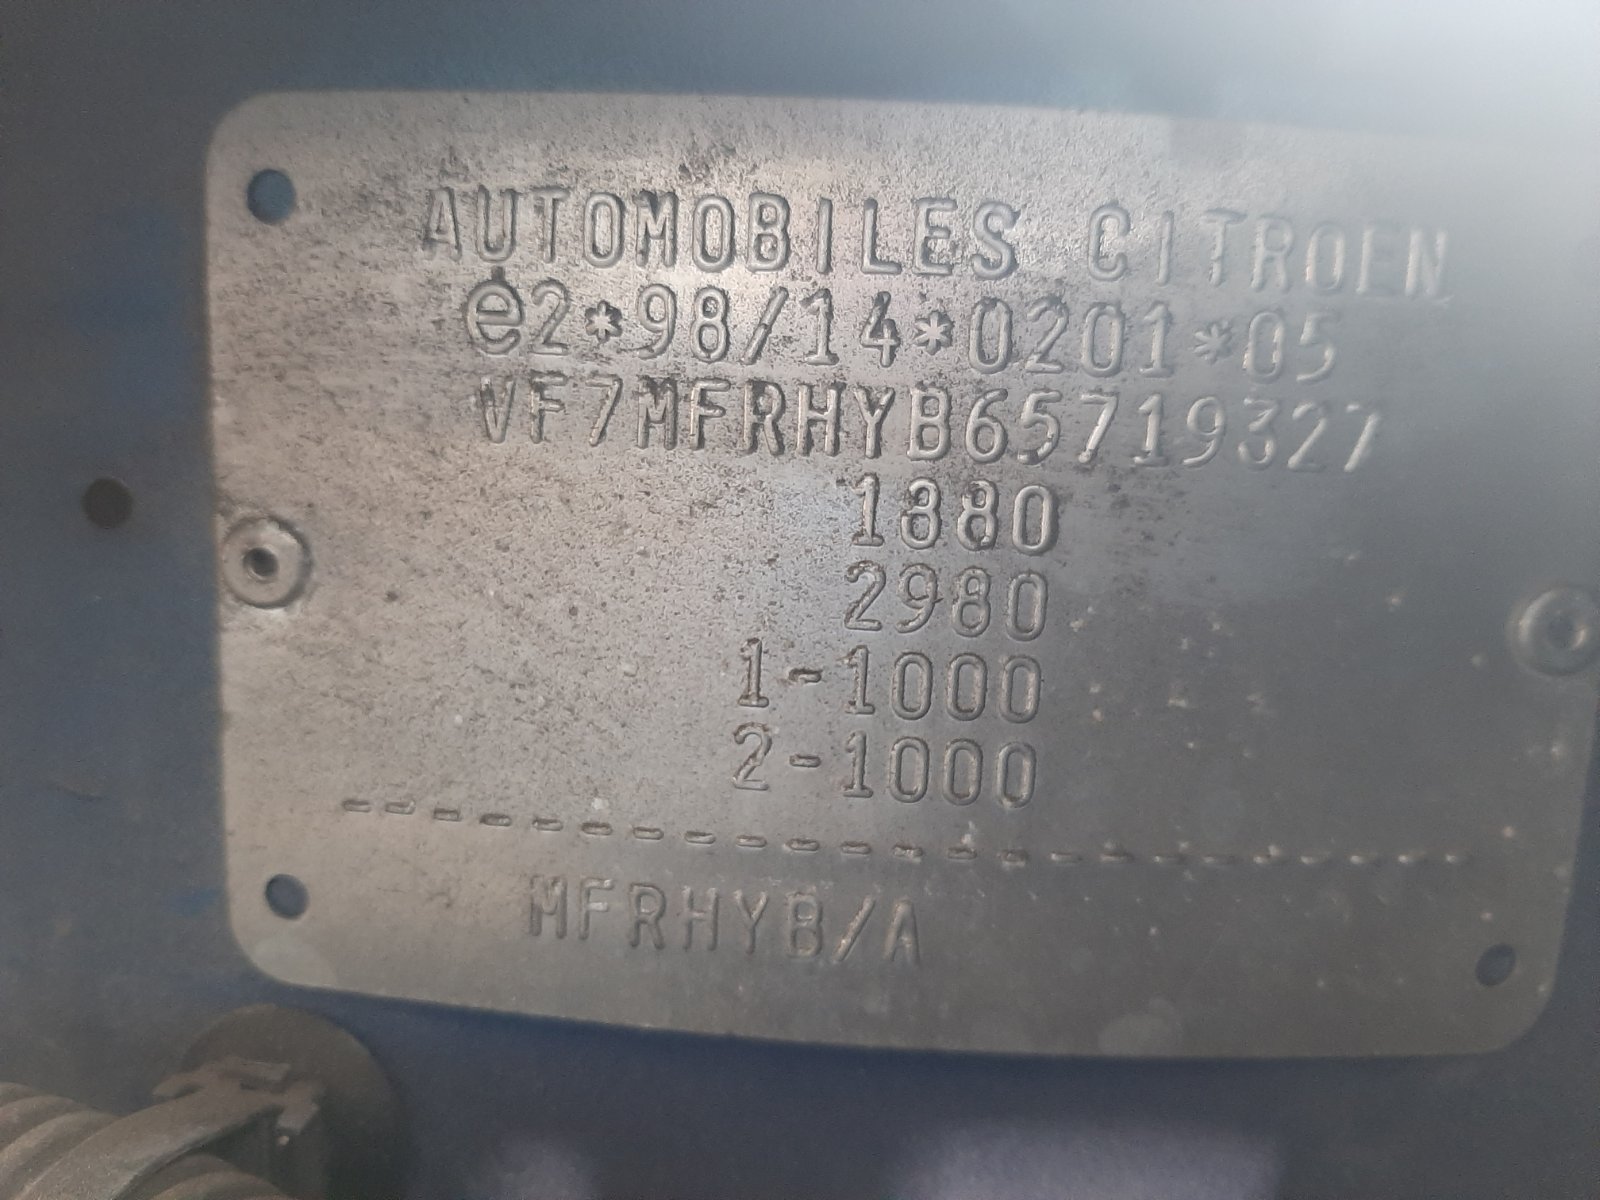 AUTOMOBILES CITROEN
e2*98/14*0201*05
VF7MFRHYB65719327
1880
2980
1-1000
2-1000
------------------------
MFRHYB/A